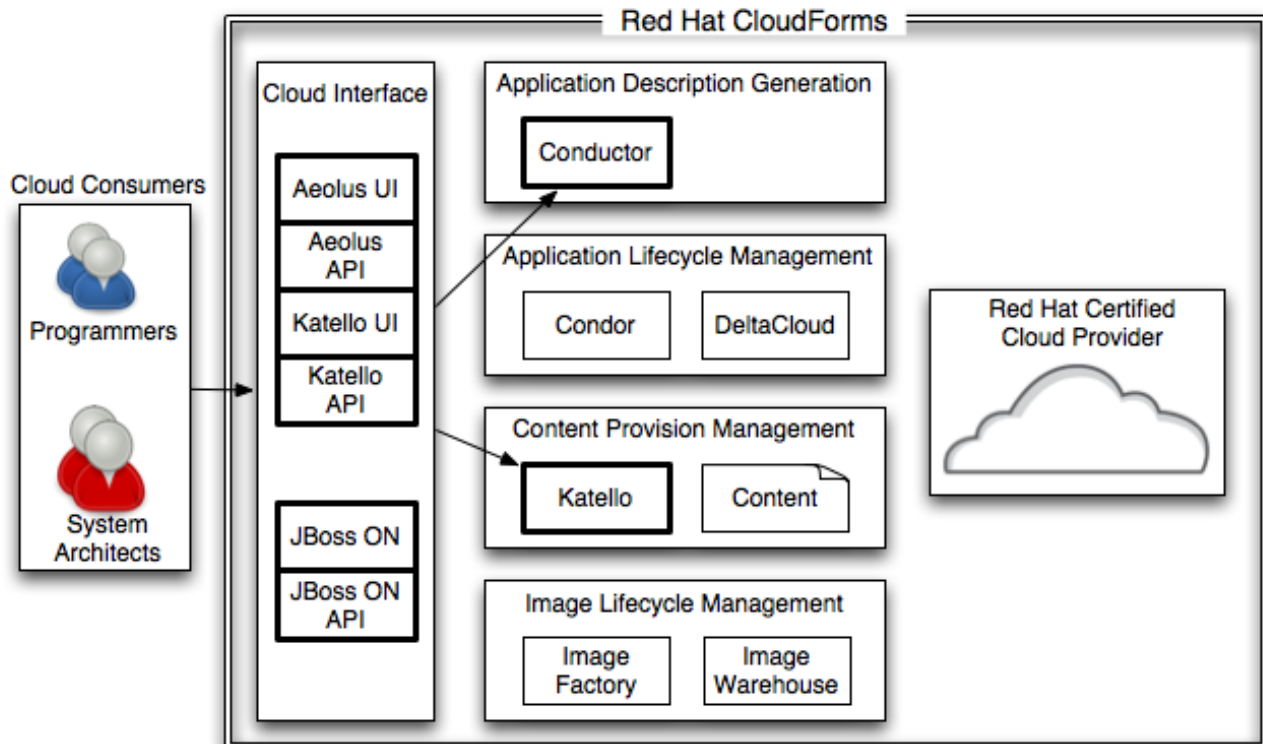 Red Hat CloudForms
Cloud Consumers
Programmers
System
Architects
Cloud Interface
Aeolus UI
Aeolus
API
Katello UI
Katello
API
JBoss ON
JBoss ON
API
Application Description Generation
Conductor
Application Lifecycle Management
Condor
DeltaCloud
Content Provision Management
Katello
Content
Image Lifecycle Management
Image
Factory
Image
Warehouse
Red Hat Certified
Cloud Provider